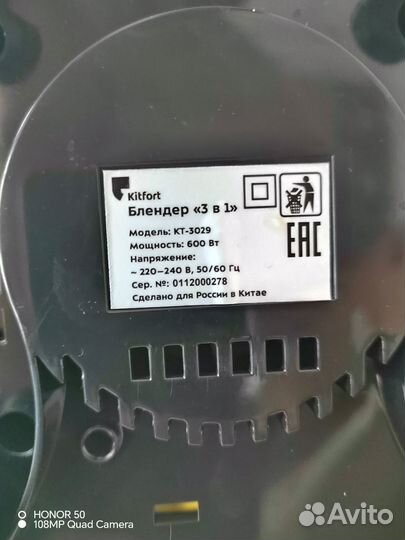 Kitfort
Блендер «3 в 1»
Модель: КТ-3029
Мощность: 600 Вт
Напряжение:
~ 220–240 В, 50/60 Гц
Сер. №: 0112000278
Сделано для России в Китае
EAC
HONOR 50
108MP Quad Camera
Avito